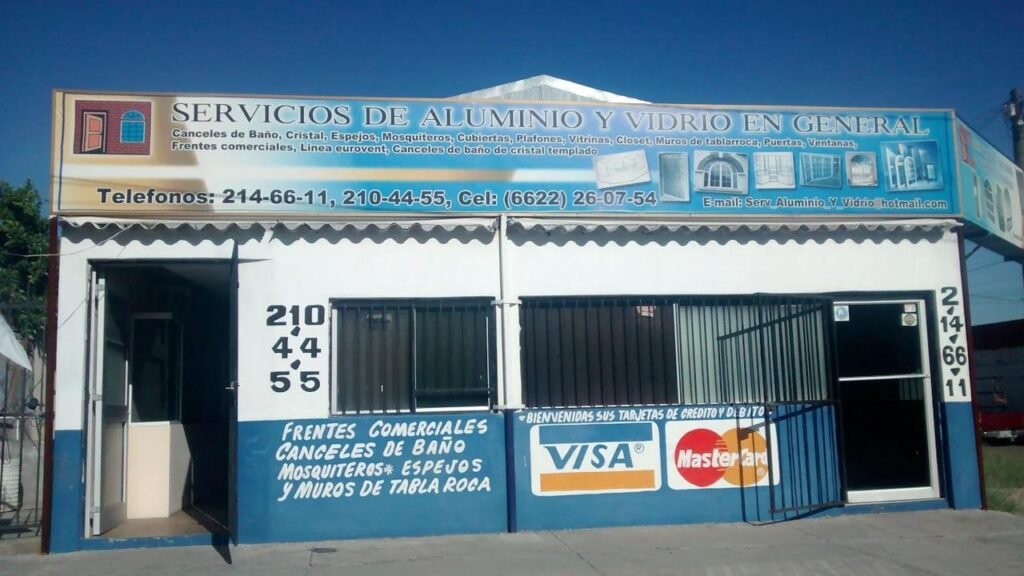 SERVICIOS DE ALUMINIO Y VIDRIO EN GENERAL
Canceles de Baño, Cristal, Espejos, Mosquiteros, Cubiertas, Plafones, Vitrinas, Closet, Muros de tablarroca, Puertas, Ventanas,
Frentes comerciales, Linea eurovent, Canceles de baño de cristal templado
Telefonos: 214-66-11, 210-44-55, Cel: (6622) 26-07-54
E-mail: Serv_Aluminio_Y_Vidrio@hotmail.com
210
44
55
2
14
66
11
FRENTES COMERCIALES
CANCELES DE BAÑO
MOSQUITEROS* ESPEJOS
Y MUROS DE TABLA ROCA
*BIENVENIDAS SUS TARJETAS DE CREDITO Y DEBITO
VISA®
MasterCard